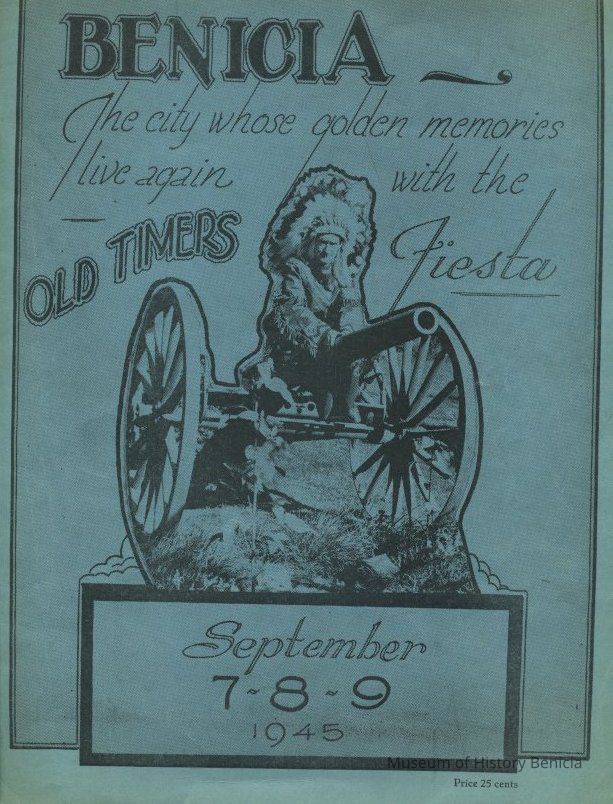 BENICIA
The city whose golden memories
live again with the
OLD TIMERS Fiesta
September
7-8-9
1945
Museum of History Benicia
Price 25 cents